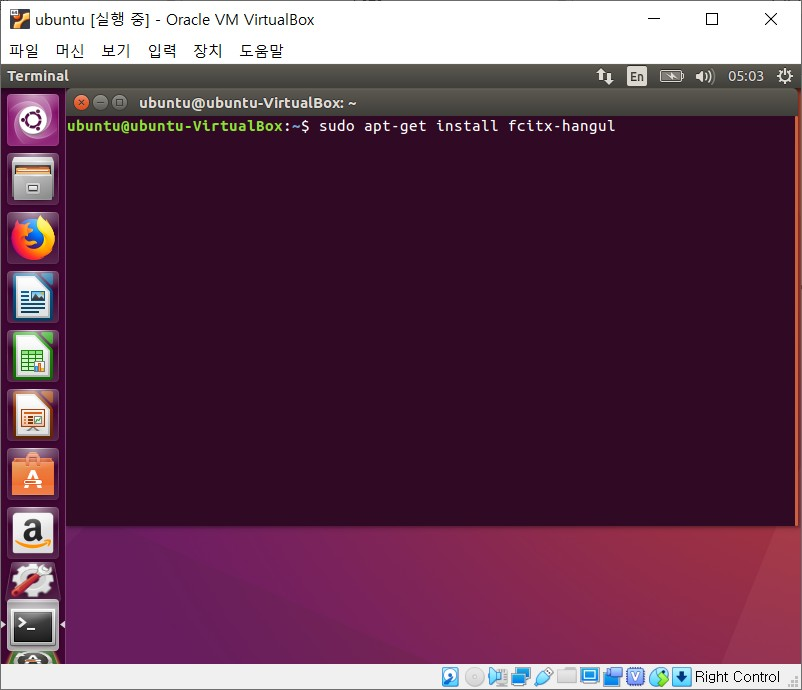 ubuntu [실행 중] - Oracle VM VirtualBox
파일 머신 보기 입력 장치 도움말
Terminal En 05:03
ubuntu@ubuntu-VirtualBox: ~
ubuntu@ubuntu-VirtualBox:~$ sudo apt-get install fcitx-hangul
Right Control